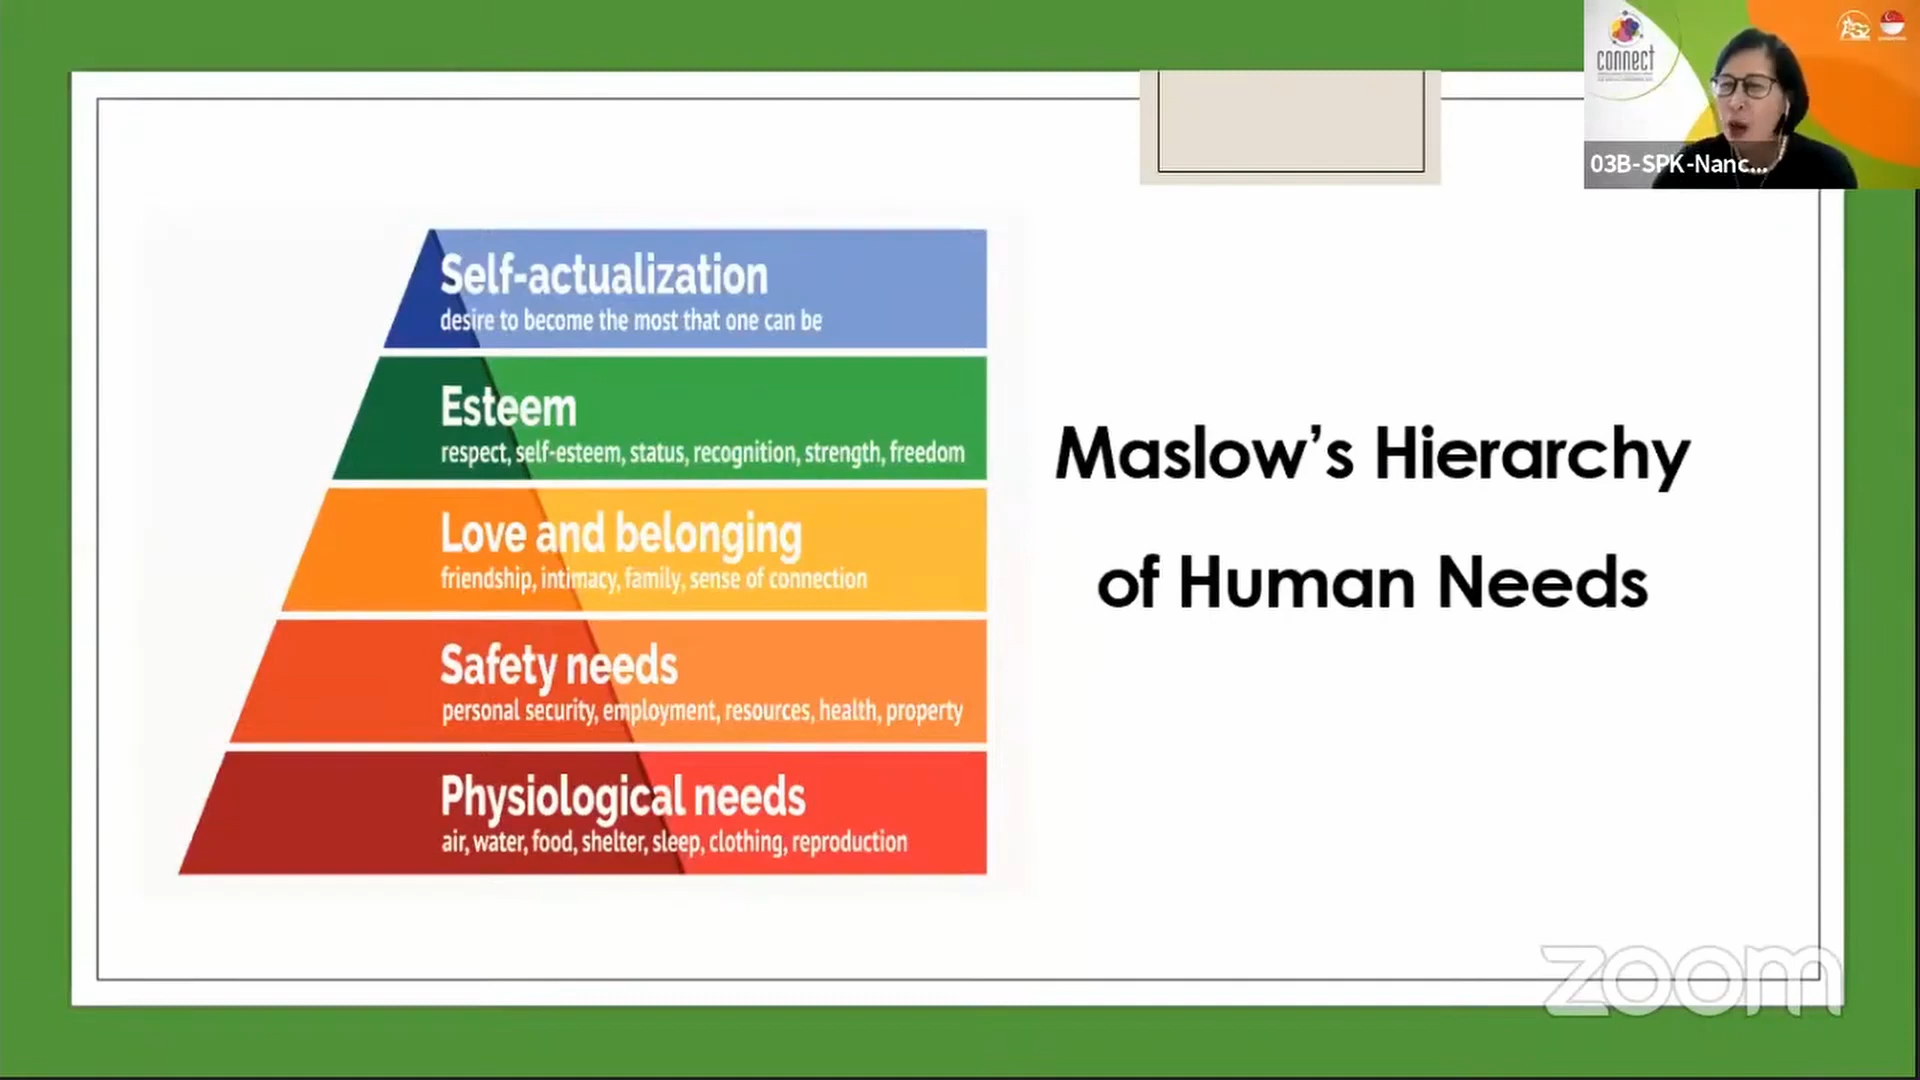 connect
03B-SPK-Nanc...
Self-actualization
desire to become the most that one can be
Esteem
respect, self-esteem, status, recognition, strength, freedom
Love and belonging
friendship, intimacy, family, sense of connection
Safety needs
personal security, employment, resources, health, property
Physiological needs
air, water, food, shelter, sleep, clothing, reproduction
Maslow’s Hierarchy
of Human Needs
zoom